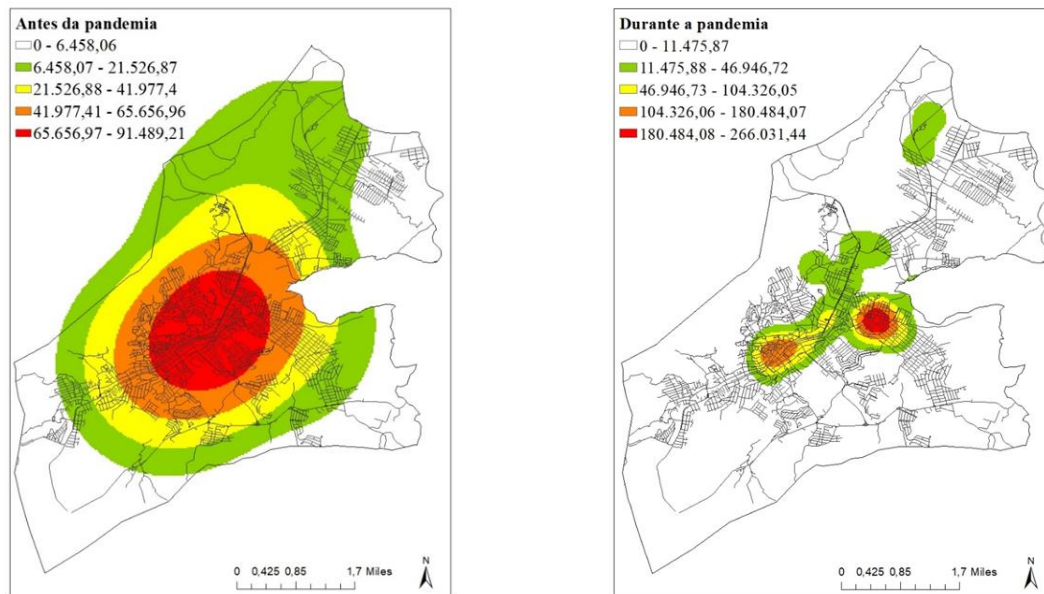 Antes da pandemia
0 - 6.458,06
6.458,07 - 21.526,87
21.526,88 - 41.977,4
41.977,41 - 65.656,96
65.656,97 - 91.489,21
0 0,425 0,85 1,7 Miles
N
Durante a pandemia
0 - 11.475,87
11.475,88 - 46.946,72
46.946,73 - 104.326,05
104.326,06 - 180.484,07
180.484,08 - 266.031,44
0 0,425 0,85 1,7 Miles
N